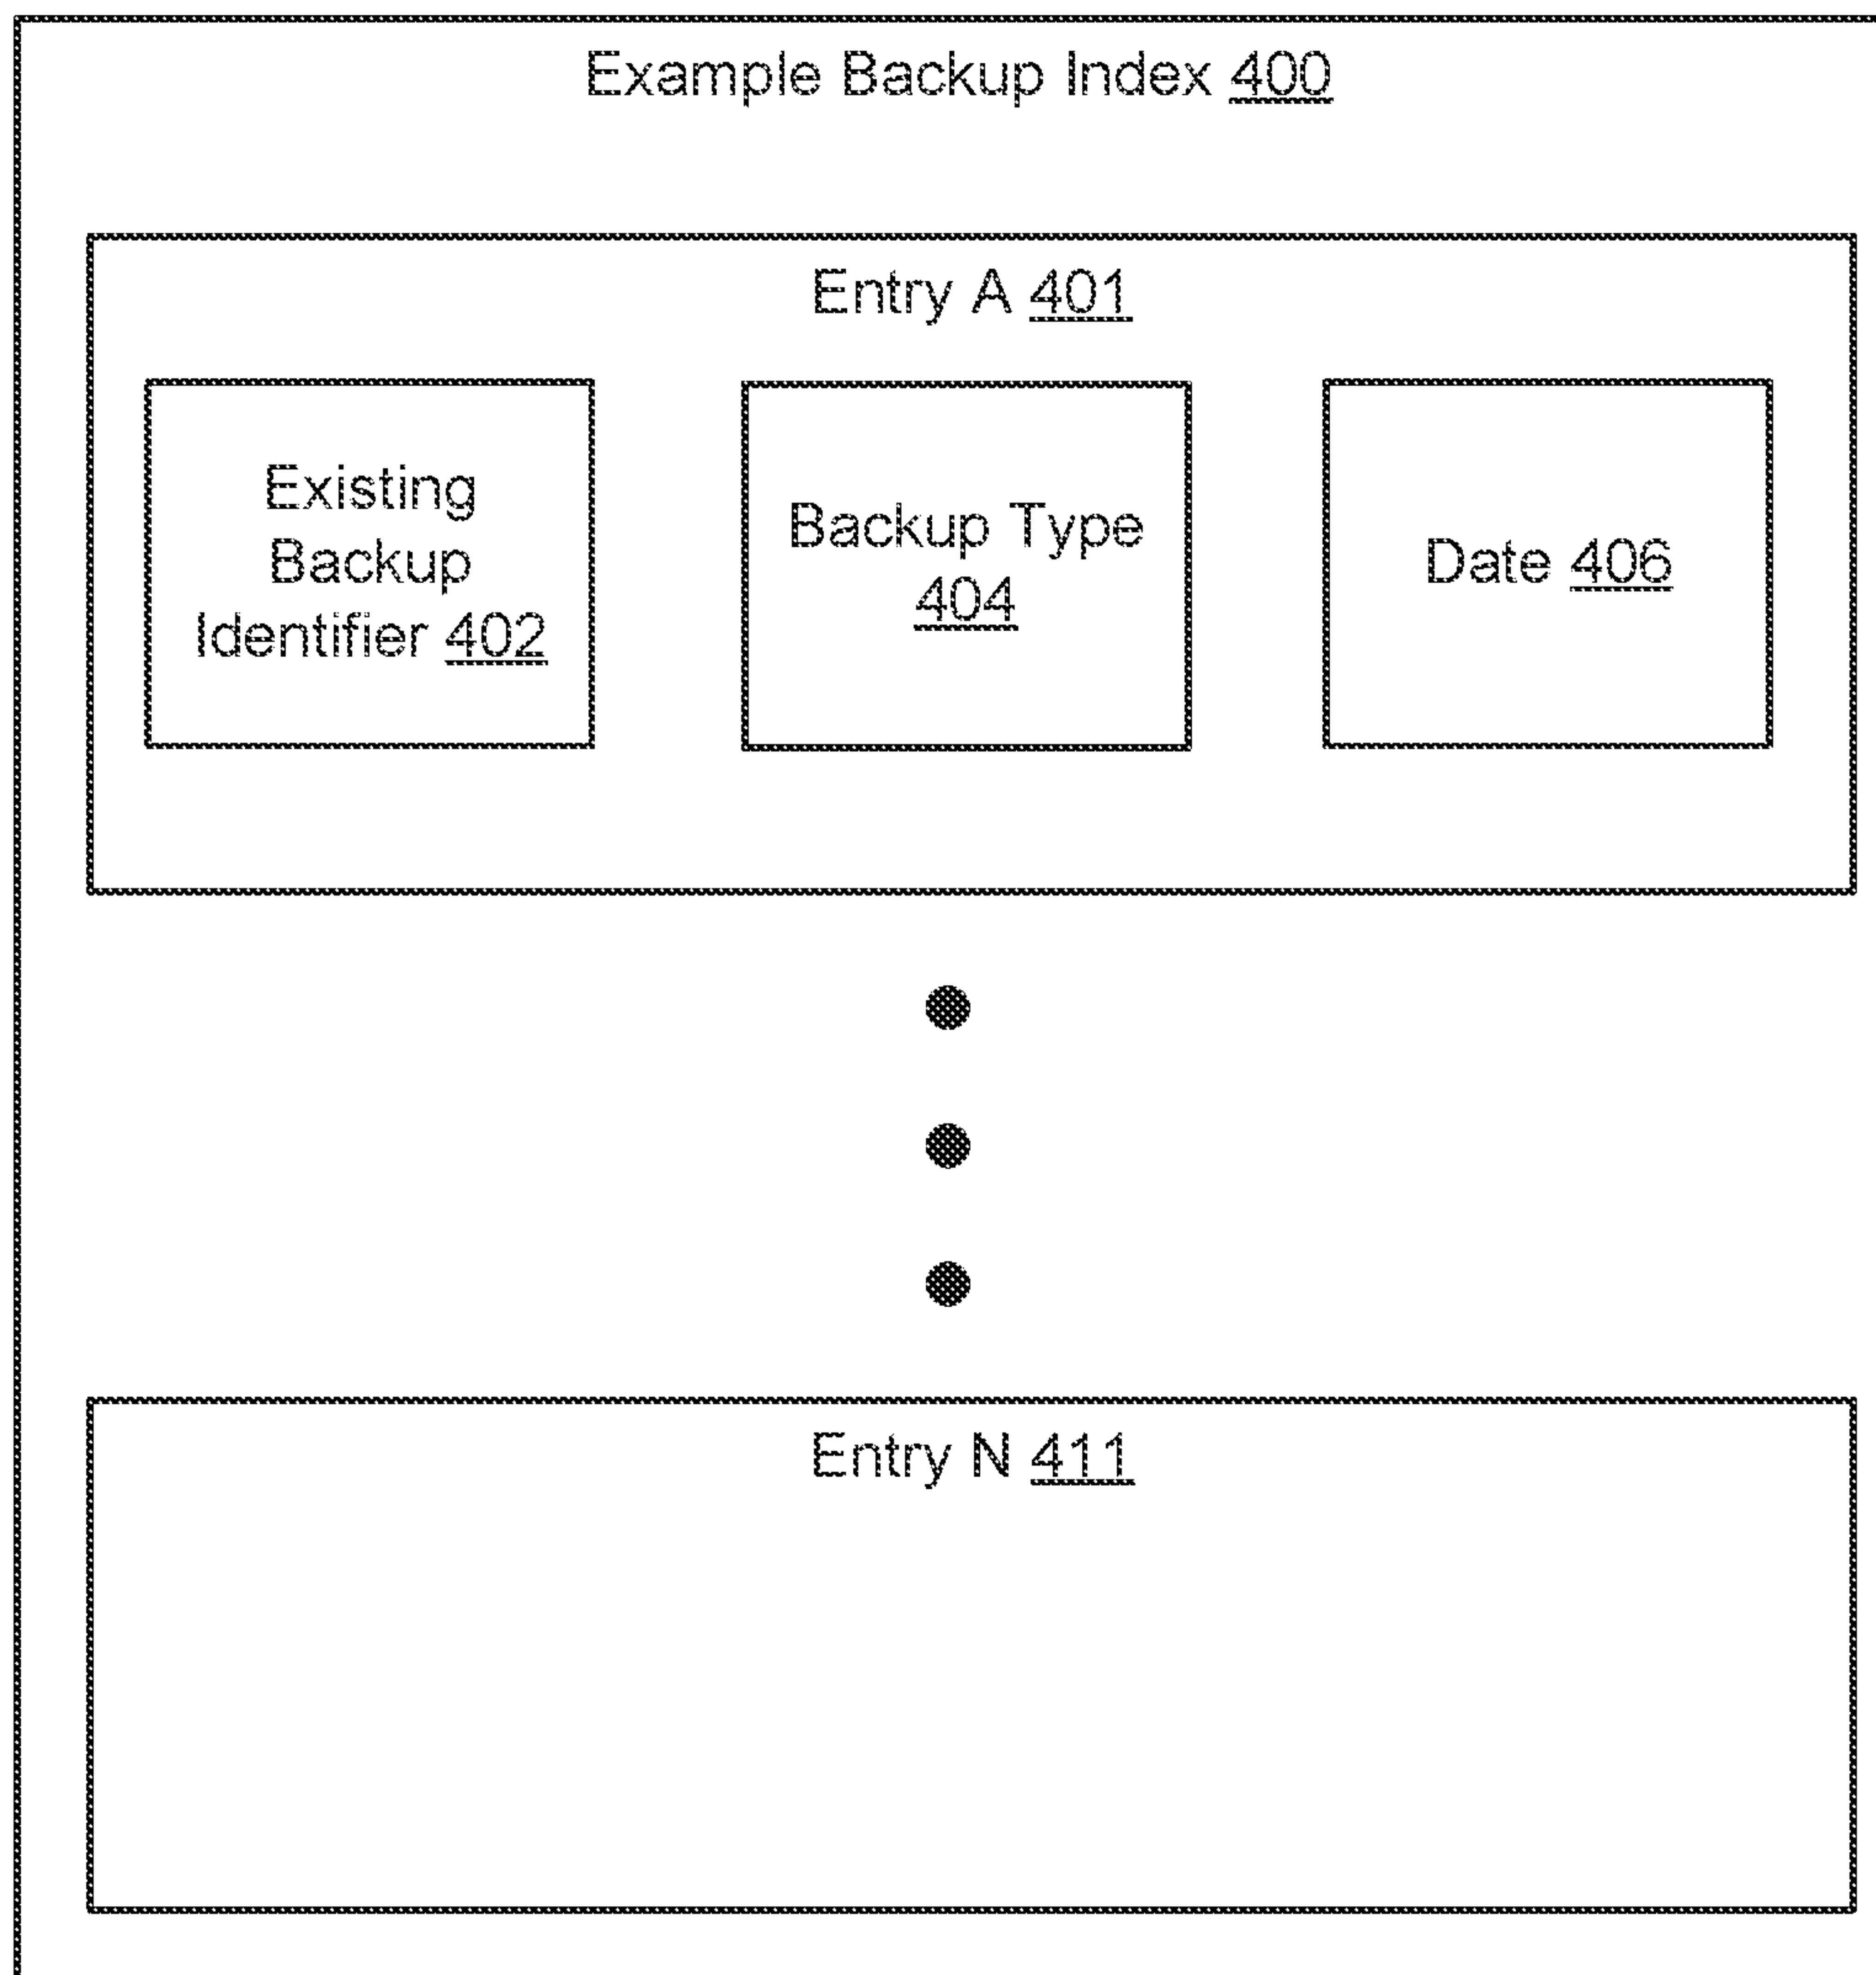 Example Backup Index 400
Entry A 401
Existing
Backup
Identifier 402
Backup Type
404
Date 406
Entry N 411